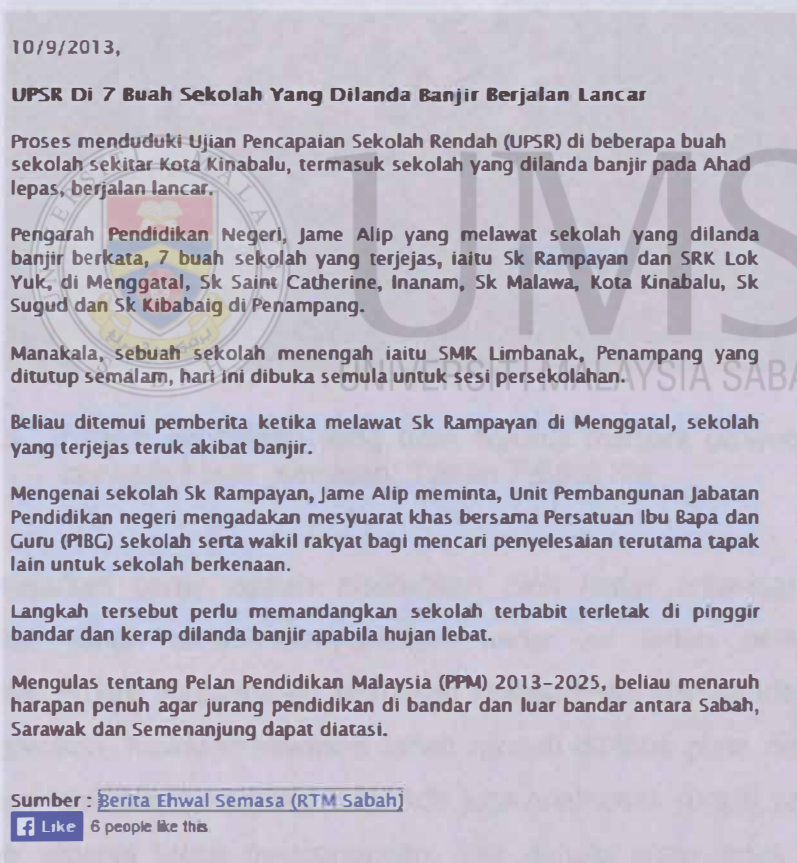 10/9/2013,
UPSR Di 7 Buah Sekolah Yang Dilanda Banjir Berjalan Lancar
Proses menduduki Ujian Pencapaian Sekolah Rendah (UPSR) di beberapa buah
sekolah sekitar Kota Kinabalu, termasuk sekolah yang dilanda banjir pada Ahad
lepas, berjalan lancar.
Pengarah Pendidikan Negeri, Jame Alip yang melawat sekolah yang dilanda
banjir berkata, 7 buah sekolah yang terjejas, iaitu Sk Rampayan dan SRK Lok
Yuk, di Menggatal, Sk Saint Catherine, Inanam, Sk Malawa, Kota Kinabalu, Sk
Sugud dan Sk Kibabaig di Penampang.
Manakala, sebuah sekolah menengah iaitu SMK Limbanak, Penampang yang
ditutup semalam, hari ini dibuka semula untuk sesi persekolahan.
Beliau ditemui pemberita ketika melawat Sk Rampayan di Menggatal, sekolah
yang terjejas teruk akibat banjir.
Mengenai sekolah Sk Rampayan, Jame Alip meminta, Unit Pembangunan Jabatan
Pendidikan negeri mengadakan mesyuarat khas bersama Persatuan Ibu Bapa dan
Guru (PIBG) sekolah serta wakil rakyat bagi mencari penyelesaian terutama tapak
lain untuk sekolah berkenaan.
Langkah tersebut perlu memandangkan sekolah terbabit terletak di pinggir
bandar dan kerap dilanda banjir apabila hujan lebat.
Mengulas tentang Pelan Pendidikan Malaysia (PPM) 2013-2025, beliau menaruh
harapan penuh agar jurang pendidikan di bandar dan luar bandar antara Sabah,
Sarawak dan Semenanjung dapat diatasi.
Sumber : Berita Ehwal Semasa (RTM Sabah)
Like 6 people like this.
UMS
UNIVERSITI MALAYSIA SABA